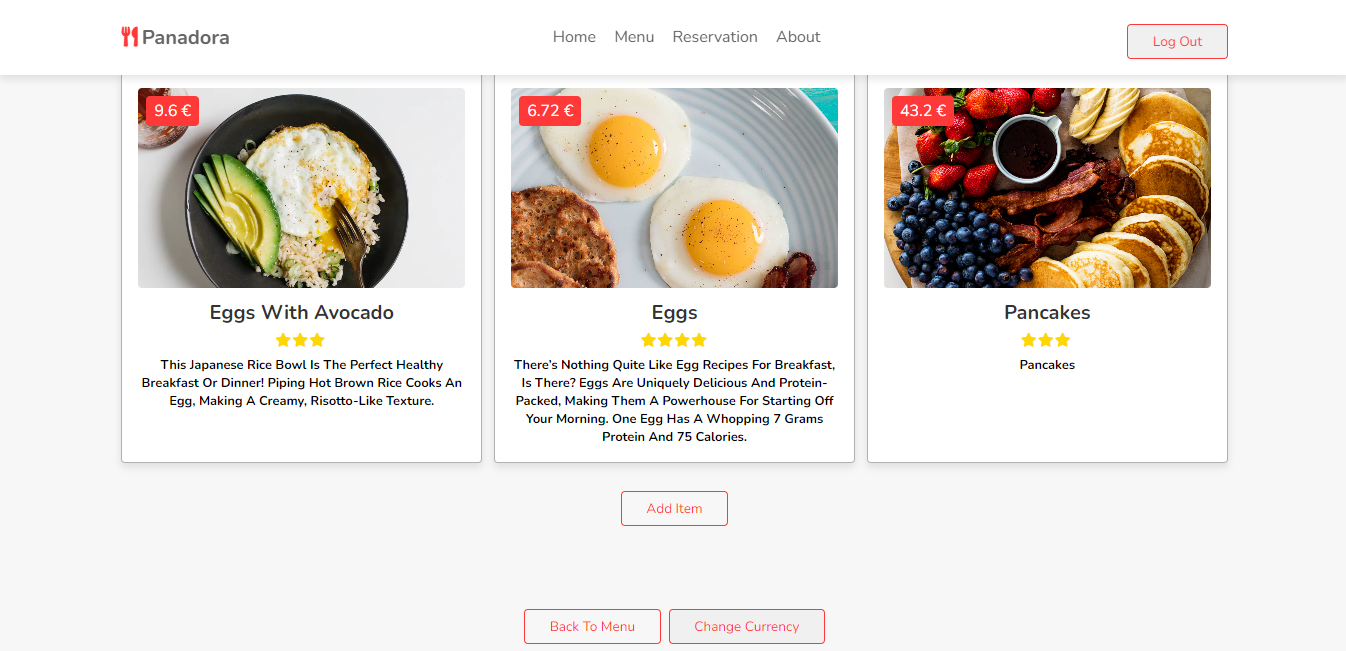 Panadora
Home Menu Reservation About
Log Out
9.6 €
6.72 €
43.2 €
Eggs With Avocado
This Japanese Rice Bowl Is The Perfect Healthy
Breakfast Or Dinner! Piping Hot Brown Rice Cooks An
Egg, Making A Creamy, Risotto-Like Texture.
Eggs
There's Nothing Quite Like Egg Recipes For Breakfast,
Is There? Eggs Are Uniquely Delicious And Protein-
Packed, Making Them A Powerhouse For Starting Off
Your Morning. One Egg Has A Whopping 7 Grams
Protein And 75 Calories.
Pancakes
Pancakes
Add Item
Back To Menu
Change Currency